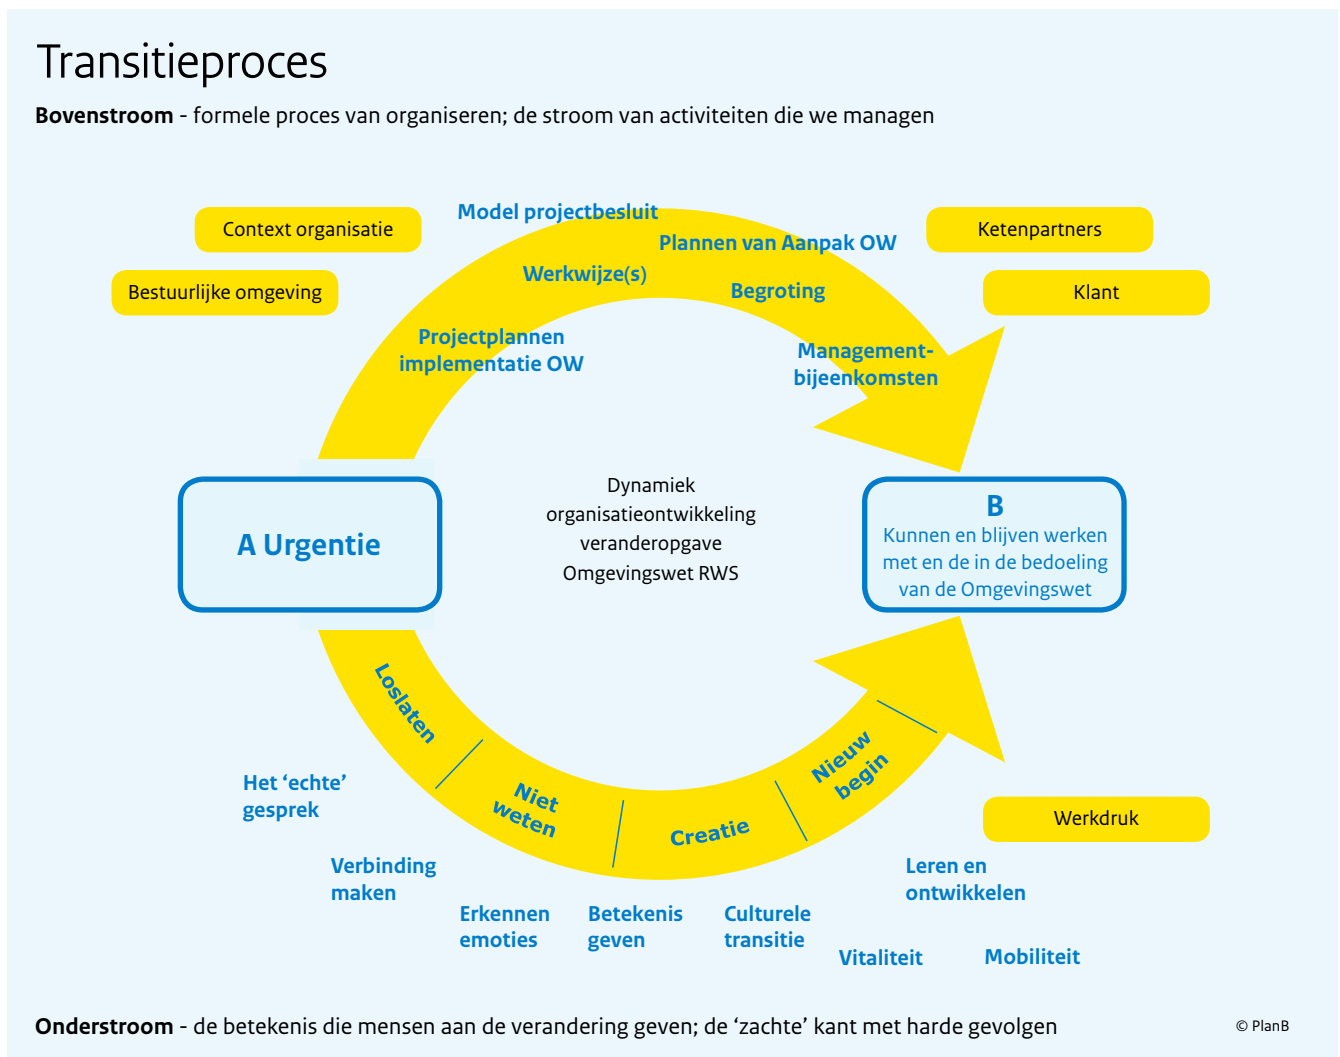 Transitieproces
Bovenstroom - formele proces van organiseren; de stroom van activiteiten die we managen
Context organisatie
Bestuurlijke omgeving
Model projectbesluit
Plannen van Aanpak OW
Werkwijze(s)
Begroting
Projectplannen
implementatie OW
Management-
bijeenkomsten
Ketenpartners
Klant
A Urgentie
Dynamiek
organisatieontwikkeling
veranderopgave
Omgevingswet RWS
B
Kunnen en blijven werken
met en de in de bedoeling
van de Omgevingswet
Loslaten
Niet
weten
Creatie
Nieuw
begin
Het ‘echte’
gesprek
Verbinding
maken
Erkennen
emoties
Betekenis
geven
Culturele
transitie
Werkdruk
Leren en
ontwikkelen
Vitaliteit
Mobiliteit
Onderstroom - de betekenis die mensen aan de verandering geven; de ‘zachte’ kant met harde gevolgen
© PlanB